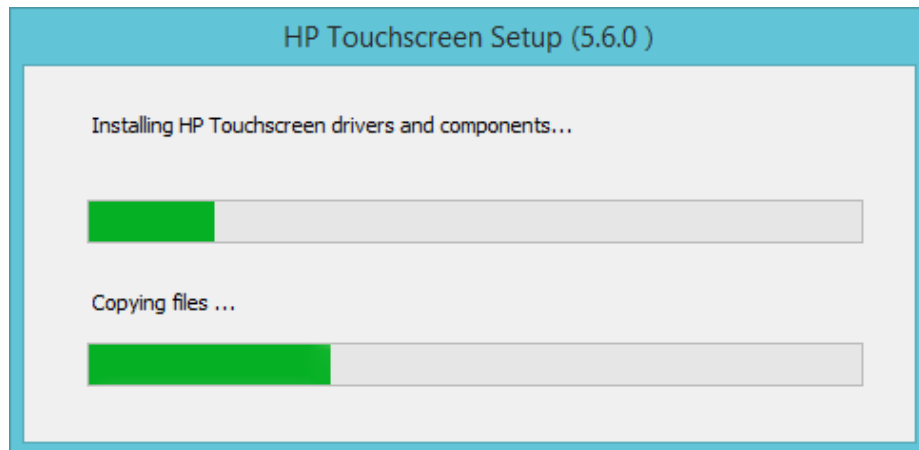 HP Touchscreen Setup (5.6.0 )
Installing HP Touchscreen drivers and components...
Copying files ...